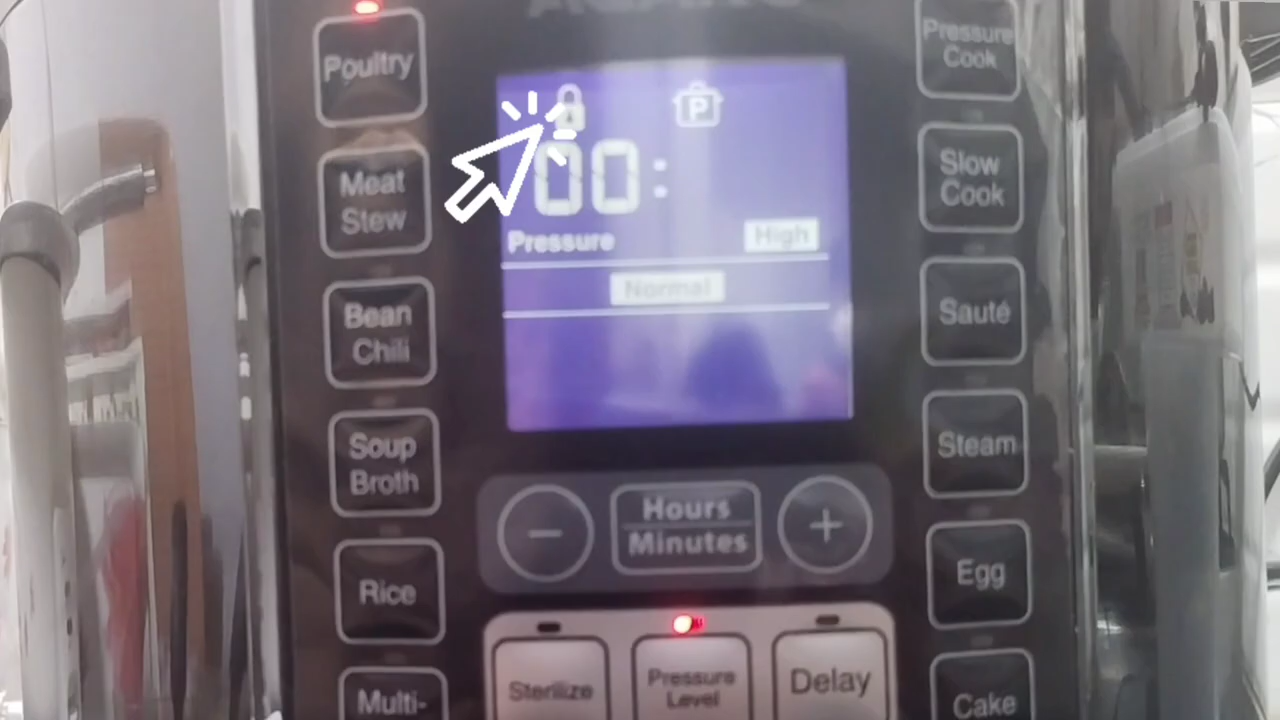 Poultry
Meat
Stew
Bean
Chili
Soup
Broth
Rice
Multi-
P
00:
Pressure
High
Normal
Hours
Minutes
Sterilize
Pressure
Level
Delay
Pressure
Cook
Slow
Cook
Sauté
Steam
Egg
Cake